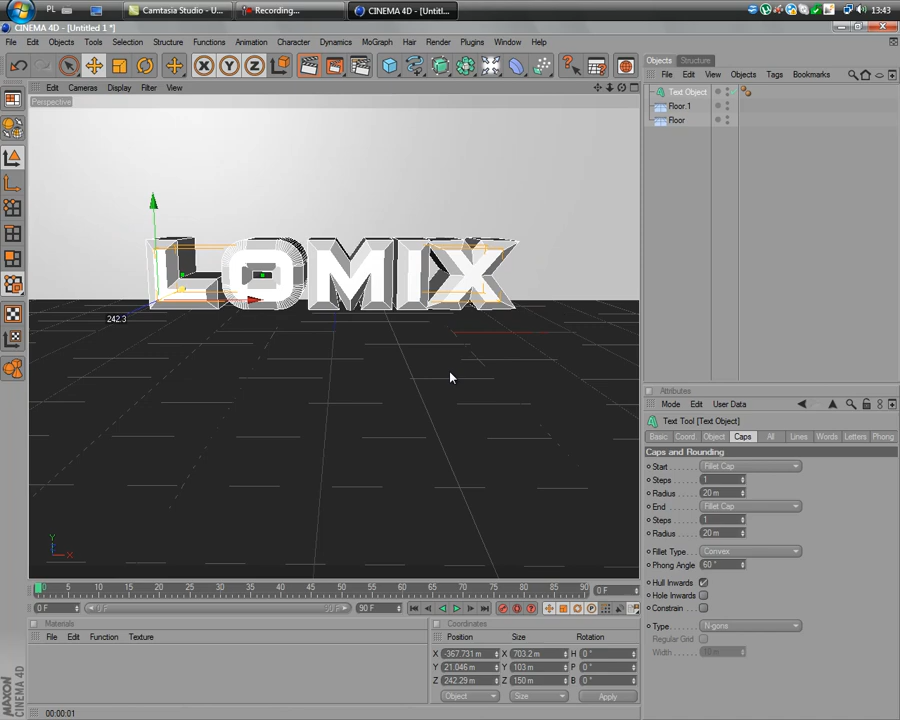 PL
Camtasia Studio - U...
Recording...
CINEMA 4D - [Untitl...
13:43
CINEMA 4D - [Untitled 1 *]
File Edit Objects Tools Selection Structure Functions Animation Character Dynamics MoGraph Hair Render Plugins Window Help
Edit Cameras Display Filter View
Perspective
LOMIX
242.3
Y
X
0 5 10 15 20 25 30 35 40 45 50 55 60 65 70 75 80 85 90
0 F
0 F
90 F
Materials
File Edit Function Texture
Coordinates
Position Size Rotation
X -367.731 m X 703.2 m H 0 °
Y 21.046 m Y 103 m P 0 °
Z 242.29 m Z 150 m B 0 °
Object Size Apply
00:00:01
MAXON
CINEMA 4D
Objects Structure
File Edit View Objects Tags Bookmarks
Text Object
Floor.1
Floor
Attributes
Mode Edit User Data
Text Tool [Text Object]
Basic Coord. Object Caps All Lines Words Letters Phong
Caps and Rounding
Start Fillet Cap
Steps 1
Radius 20 m
End Fillet Cap
Steps 1
Radius 20 m
Fillet Type Convex
Phong Angle 60 °
Hull Inwards
Hole Inwards
Constrain
Type N-gons
Regular Grid
Width 10 m